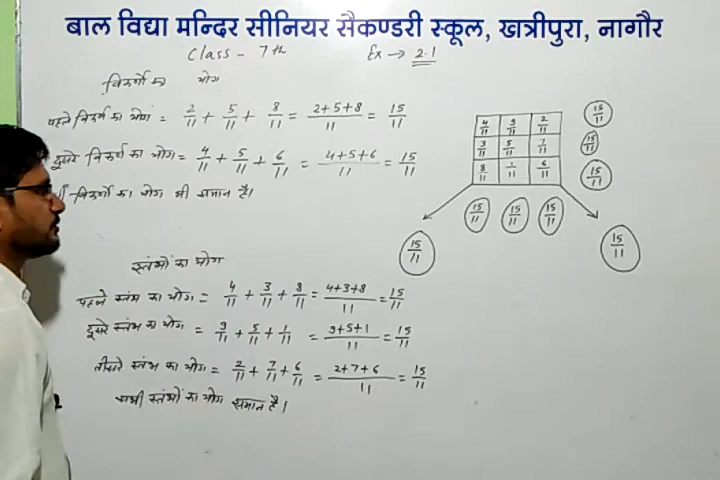 बाल विद्या मन्दिर सीनियर सैकण्डरी स्कूल, खत्रीपुरा, नागौर
Class - 7th Ex → 2.1
विकर्णों का योग
पहले विकर्ण का योग = 2/11 + 5/11 + 8/11 = (2+5+8)/11 = 15/11
दूसरे विकर्ण का योग = 4/11 + 5/11 + 6/11 = (4+5+6)/11 = 15/11
विकर्णों का योग भी समान है।
4/11 9/11 2/11 15/11
3/11 5/11 7/11 15/11
8/11 1/11 6/11 15/11
15/11 15/11 15/11
15/11 15/11
स्तंभों का योग
पहले स्तंभ का योग = 4/11 + 3/11 + 8/11 = (4+3+8)/11 = 15/11
दूसरे स्तंभ का योग = 9/11 + 5/11 + 1/11 = (9+5+1)/11 = 15/11
तीसरे स्तंभ का योग = 2/11 + 7/11 + 6/11 = (2+7+6)/11 = 15/11
सभी स्तंभों का योग समान है।